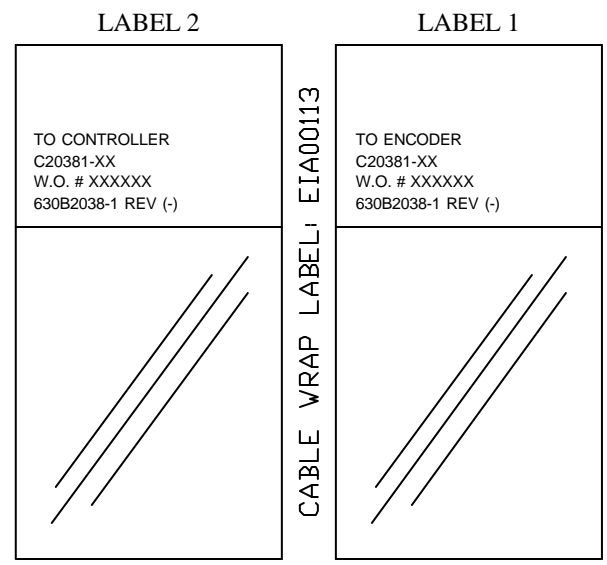 LABEL 2
TO CONTROLLER
C20381-XX
W.O. # XXXXXX
630B2038-1 REV (-)
CABLE WRAP LABEL: EIA00113
LABEL 1
TO ENCODER
C20381-XX
W.O. # XXXXXX
630B2038-1 REV (-)